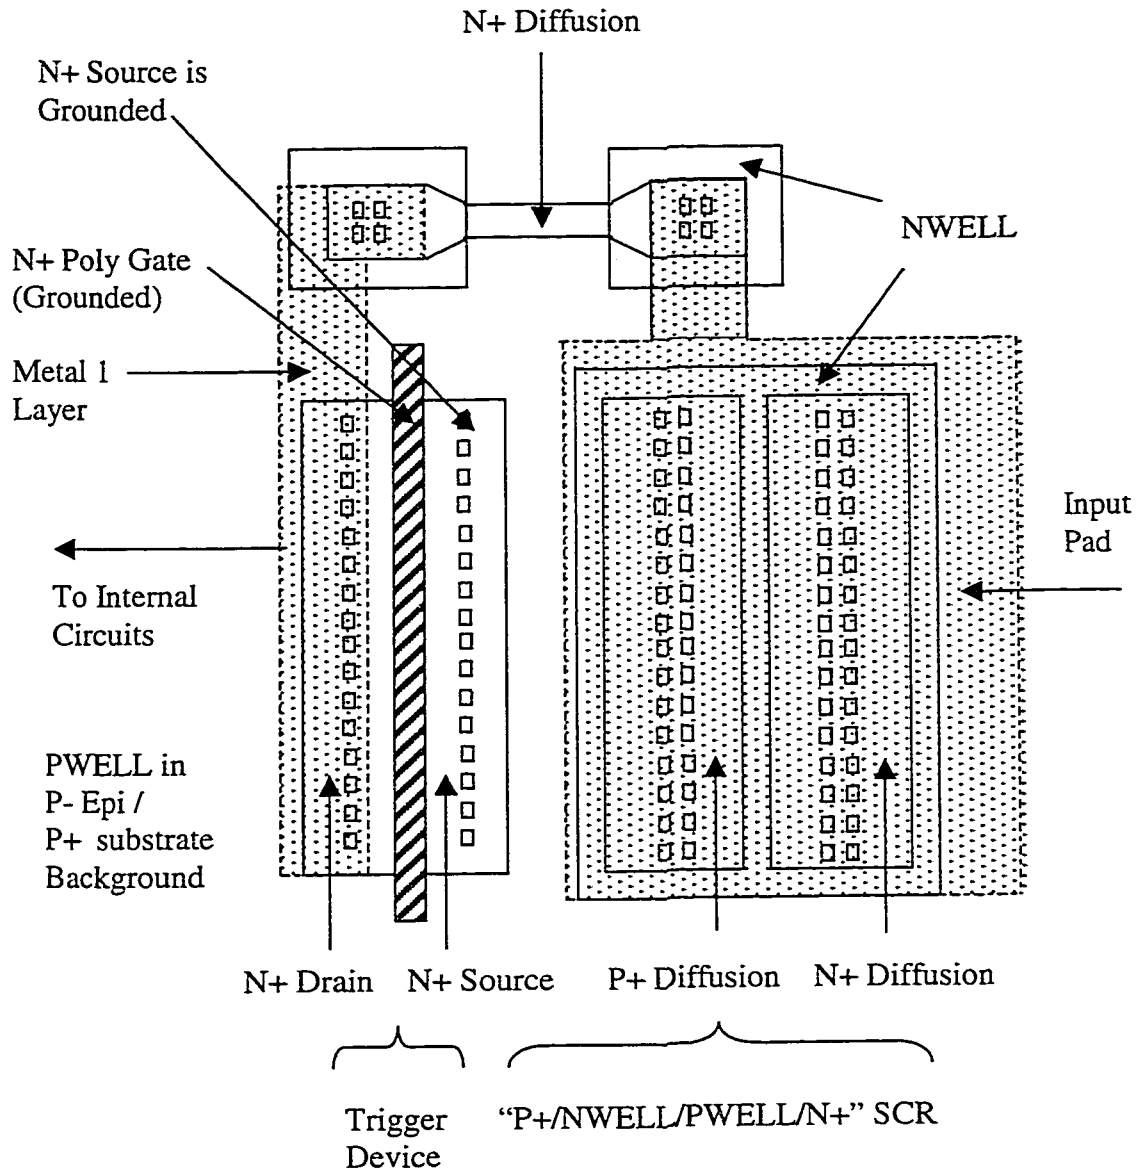 N+ Diffusion
N+ Source is
Grounded
NWELL
N+ Poly Gate
(Grounded)
Metal 1
Layer
Input
Pad
To Internal
Circuits
PWELL in
P- Epi /
P+ substrate
Background
N+ Drain
N+ Source
P+ Diffusion
N+ Diffusion
Trigger
Device
“P+/NWELL/PWELL/N+” SCR